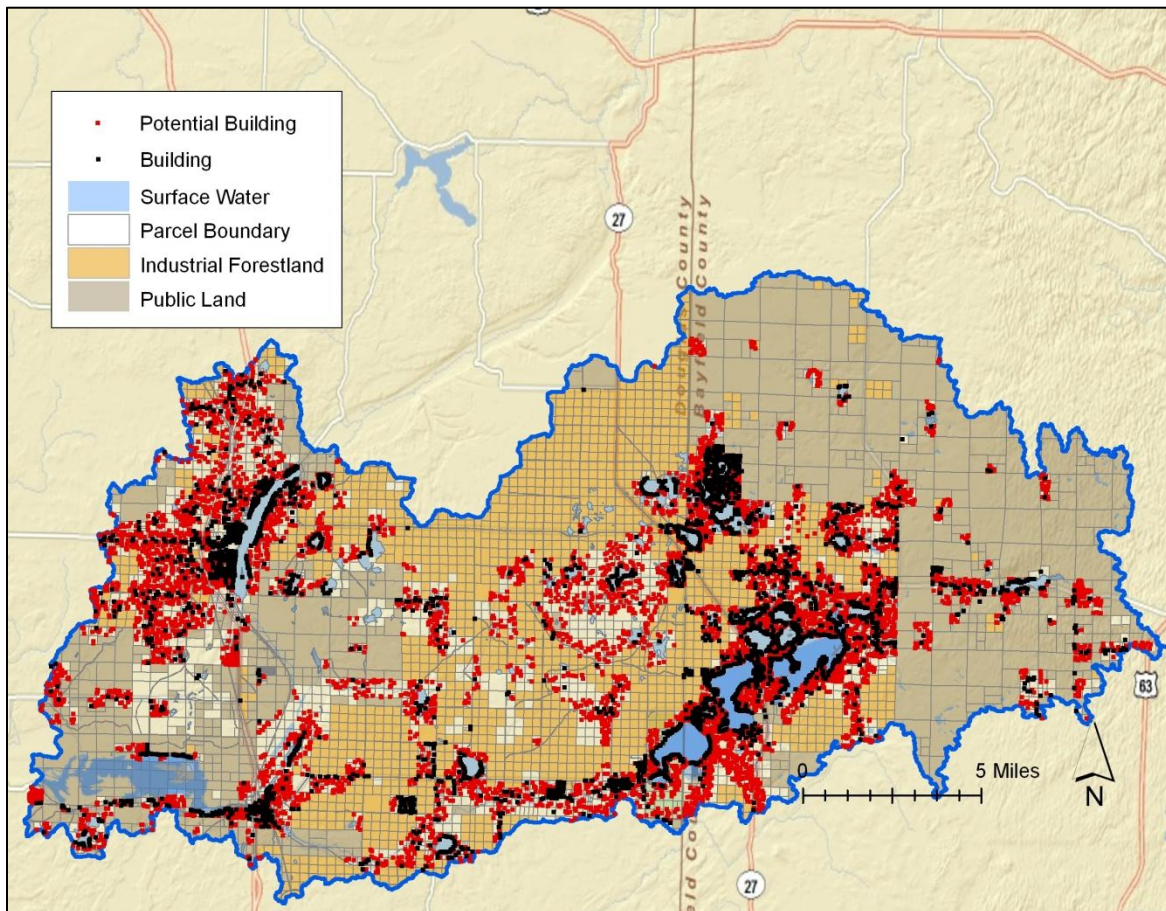 Potential Building
Building
Surface Water
Parcel Boundary
Industrial Forestland
Public Land
27
Douglas County
Bayfield County
63
0
5 Miles
N
27